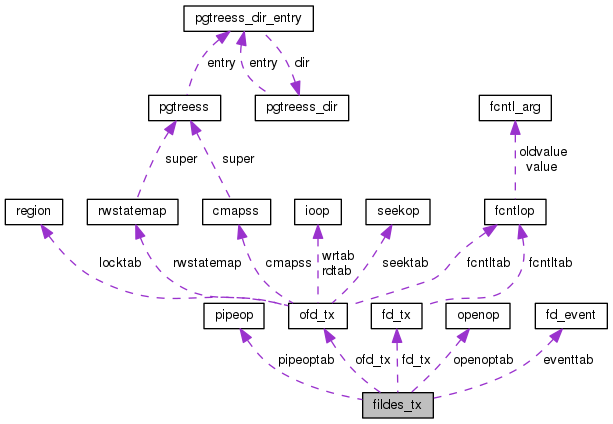 pgtreess_dir_entry
entry
entry
dir
pgtreess
pgtreess_dir
fcntl_arg
super
super
oldvalue
value
region
rwstatemap
cmapss
ioop
seekop
fcntlop
locktab
rwstatemap
cmapss
wrtab
rdtab
seektab
fcntltab
fcntltab
pipeop
ofd_tx
fd_tx
openop
fd_event
pipeoptab
ofd_tx
fd_tx
openoptab
eventtab
fildes_tx